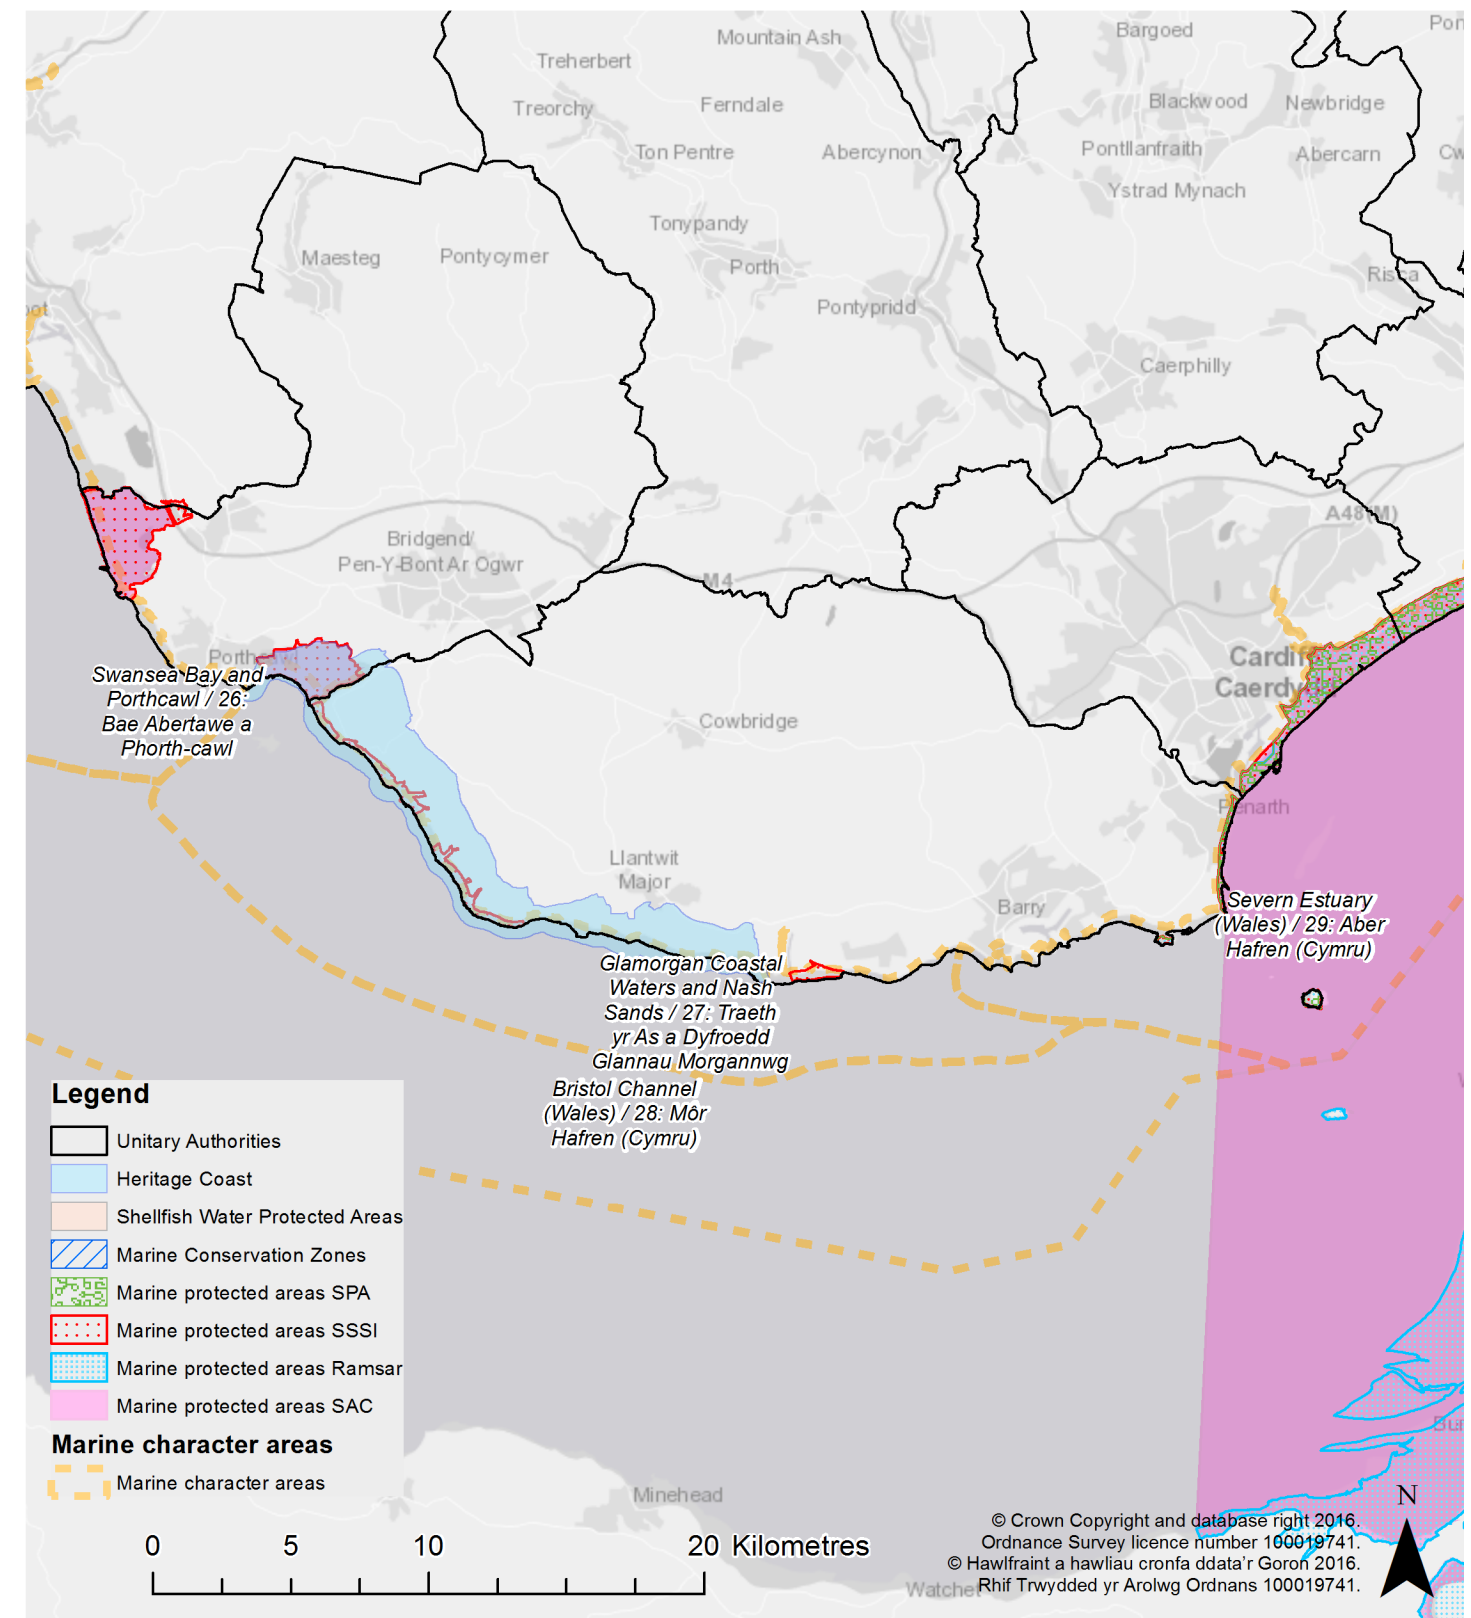 Mountain Ash
Bargoed
Treherbert
Treorchy
Ferndale
Blackwood
Newbridge
Ton Pentre
Abercynon
Pontllanfraith
Abercarn
Ystrad Mynach
Tonypandy
Maesteg
Pontycymer
Porth
Risca
Pontypridd
Caerphilly
A48(M)
Bridgend/
Pen-Y-Bont Ar Ogwr
M4
Swansea Bay and
Porthcawl / 26:
Bae Abertawe a
Phorth-cawl
Cowbridge
Penarth
Llantwit
Major
Barry
Severn Estuary
(Wales) / 29: Aber
Hafren (Cymru)
Glamorgan Coastal
Waters and Nash
Sands / 27: Traeth
yr As a Dyfroedd
Glannau Morgannwg
Bristol Channel
(Wales) / 28: Môr
Hafren (Cymru)
Legend
Unitary Authorities
Heritage Coast
Shellfish Water Protected Areas
Marine Conservation Zones
Marine protected areas SPA
Marine protected areas SSSI
Marine protected areas Ramsar
Marine protected areas SAC
Marine character areas
Marine character areas
Minehead
Watchet
0 5 10 20 Kilometres
N
© Crown Copyright and database right 2016.
Ordnance Survey licence number 100019741.
© Hawlfraint a hawliau cronfa ddata’r Goron 2016.
Rhif Trwydded yr Arolwg Ordnans 100019741.